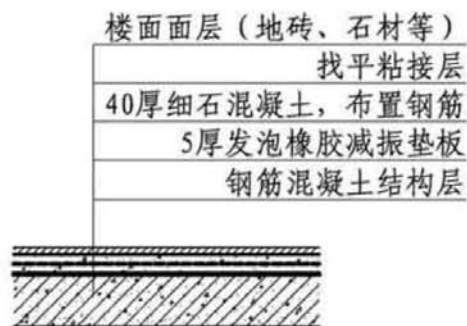 楼面面层（地砖、石材等）
找平粘接层
40厚细石混凝土，布置钢筋
5厚发泡橡胶减振垫板
钢筋混凝土结构层